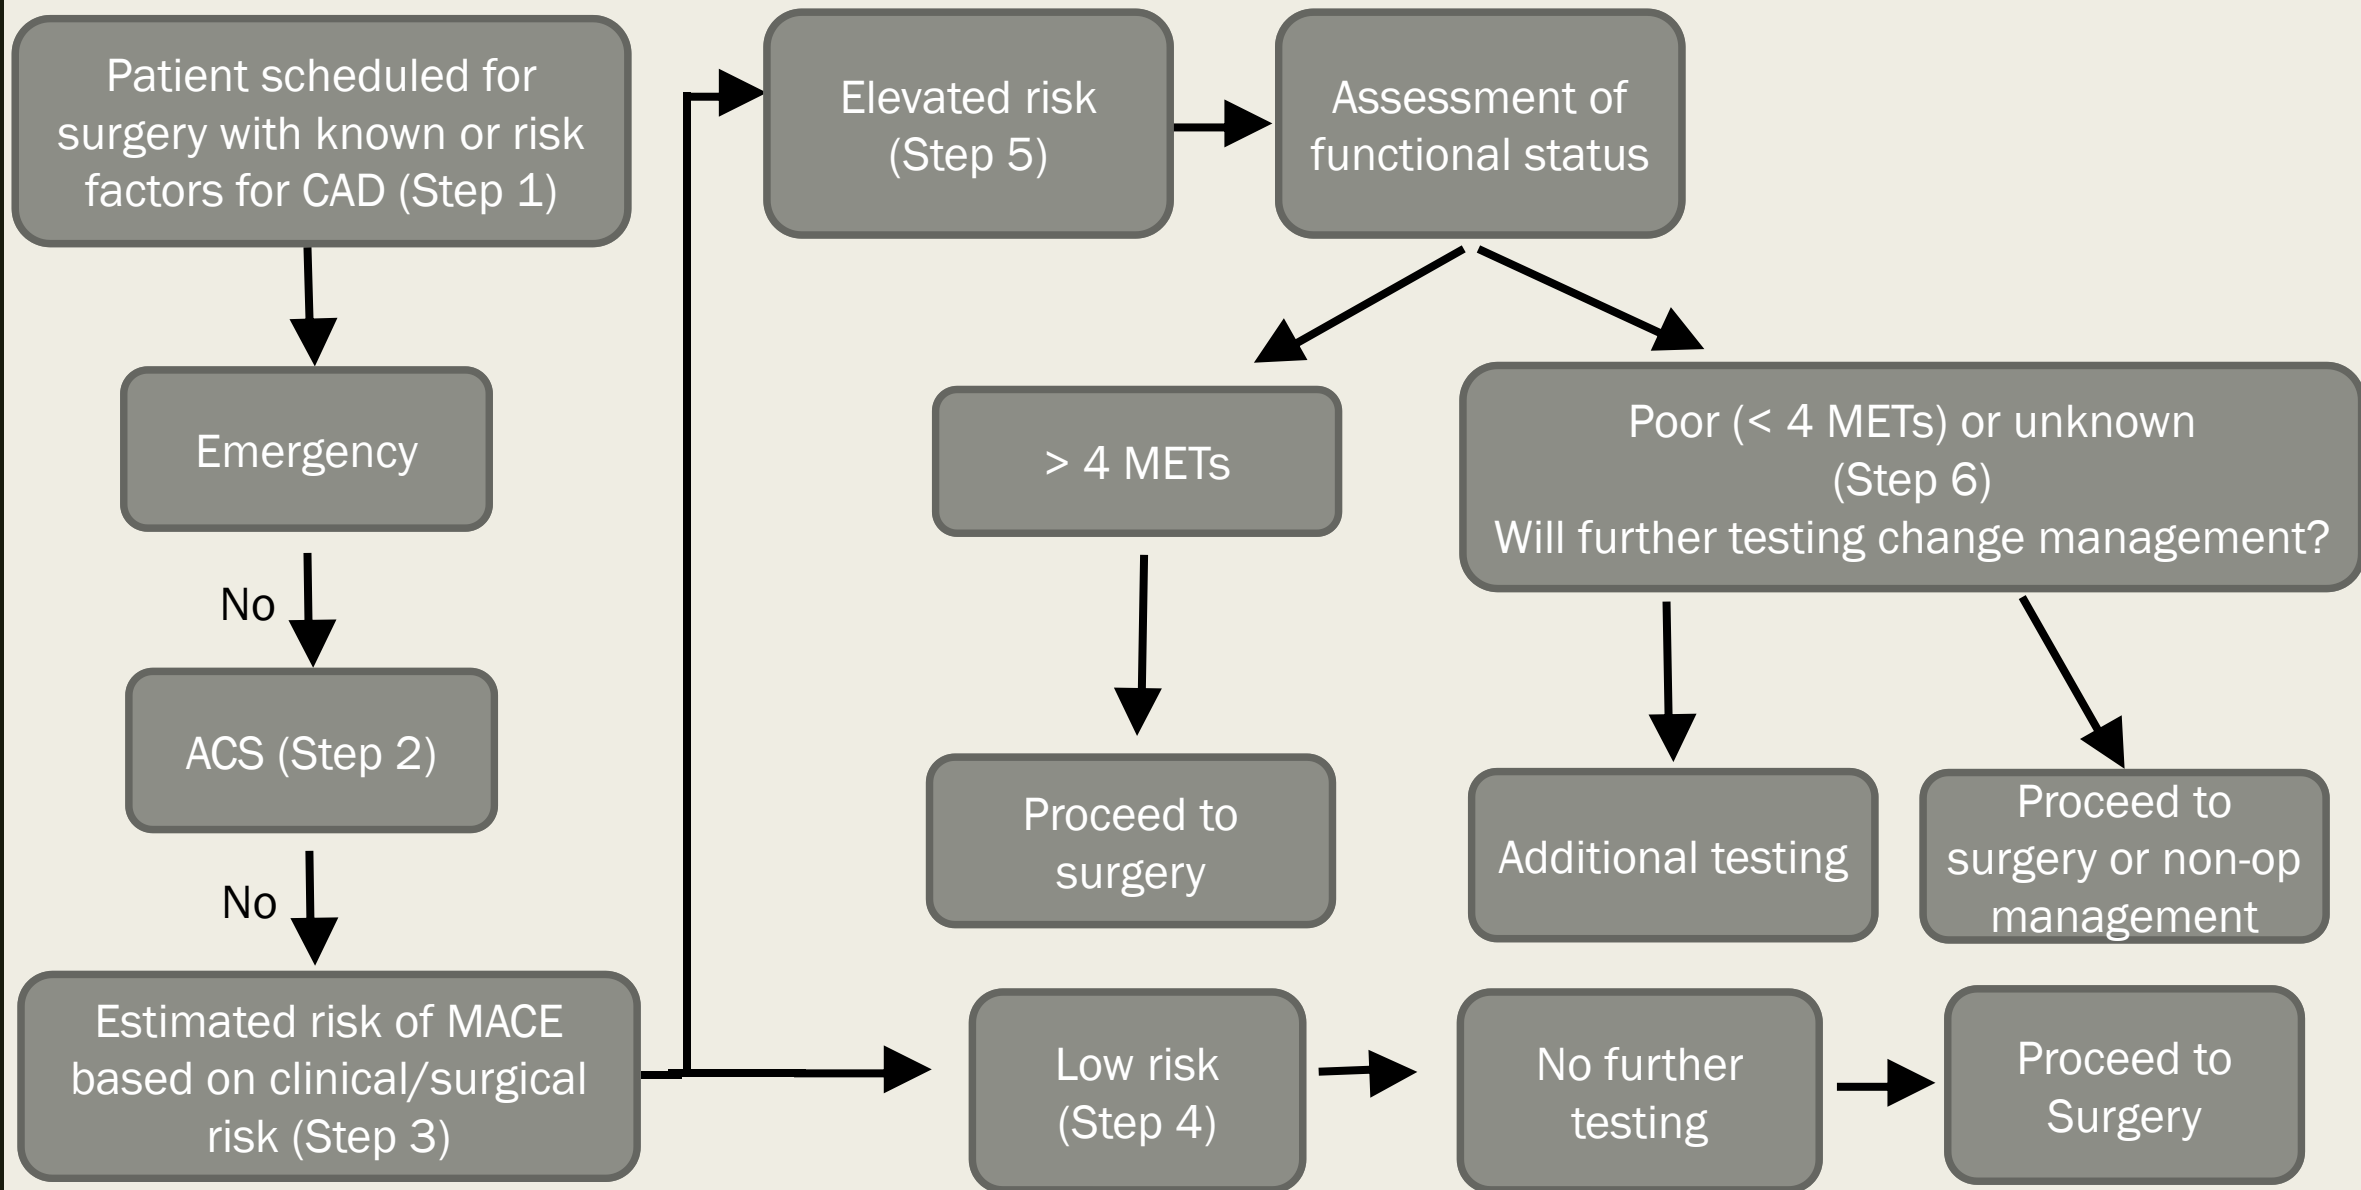 Patient scheduled for
surgery with known or risk
factors for CAD (Step 1)
Emergency
No
ACS (Step 2)
No
Estimated risk of MACE
based on clinical/surgical
risk (Step 3)
Elevated risk
(Step 5)
Assessment of
functional status
> 4 METs
Proceed to
surgery
Poor (< 4 METs) or unknown
(Step 6)
Will further testing change management?
Additional testing
Proceed to
surgery or non-op
management
Low risk
(Step 4)
No further
testing
Proceed to
Surgery